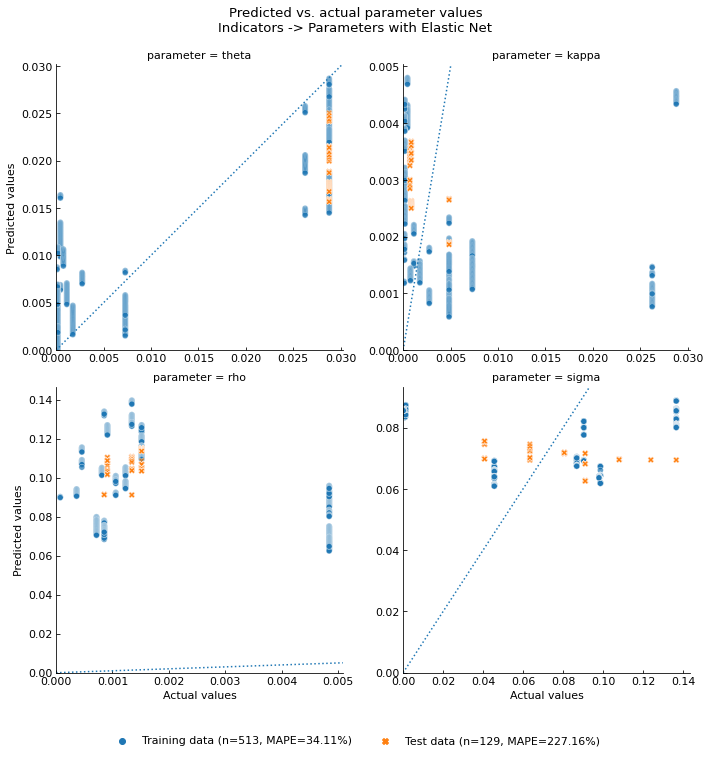 Predicted vs. actual parameter values
Indicators -> Parameters with Elastic Net
parameter = theta
parameter = kappa
0.030
0.025
0.020
0.015
0.010
0.005
0.000
Predicted values
0.000 0.005 0.010 0.015 0.020 0.025 0.030
0.005
0.004
0.003
0.002
0.001
0.000
0.000 0.005 0.010 0.015 0.020 0.025 0.030
parameter = rho
parameter = sigma
0.14
0.12
0.10
0.08
0.06
0.04
0.02
0.00
Predicted values
0.000 0.001 0.002 0.003 0.004 0.005
Actual values
0.08
0.06
0.04
0.02
0.00
0.00 0.02 0.04 0.06 0.08 0.10 0.12 0.14
Actual values
Training data (n=513, MAPE=34.11%)
Test data (n=129, MAPE=227.16%)